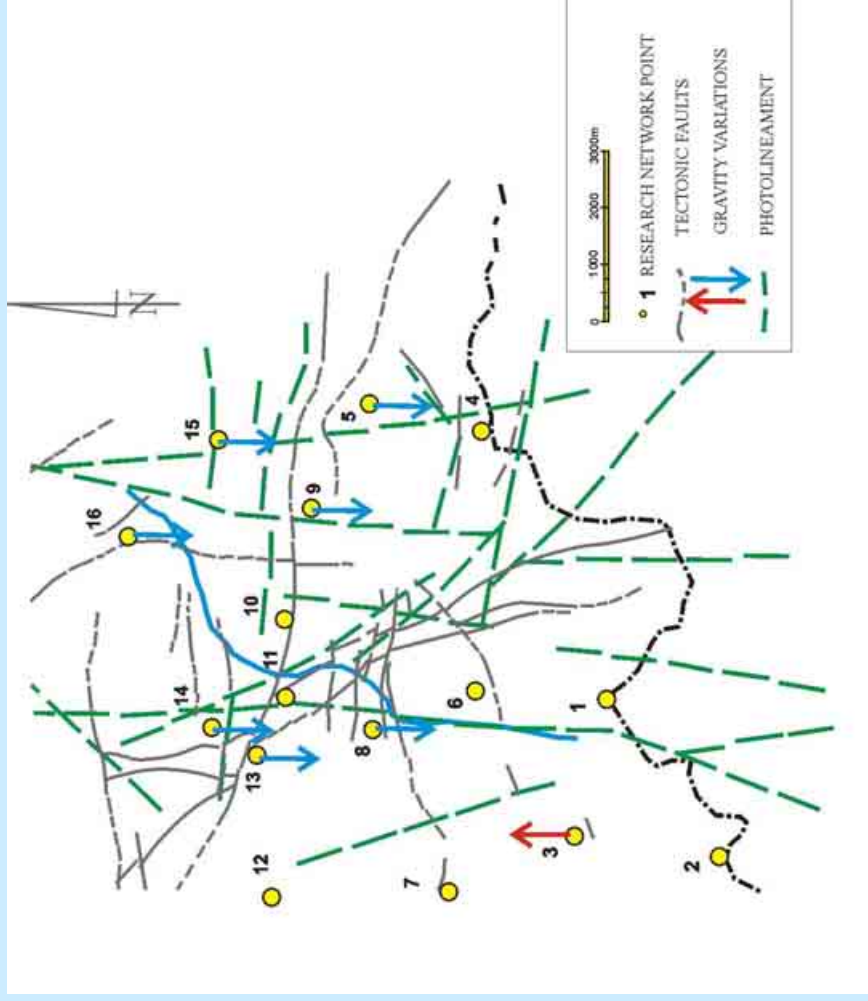 N
16
15
14
5
9
10
11
13
4
8
12
6
7
1
3
2
0 1000 2000 3000m
1 RESEARCH NETWORK POINT
TECTONIC FAULTS
GRAVITY VARIATIONS
PHOTOLINEAMENT